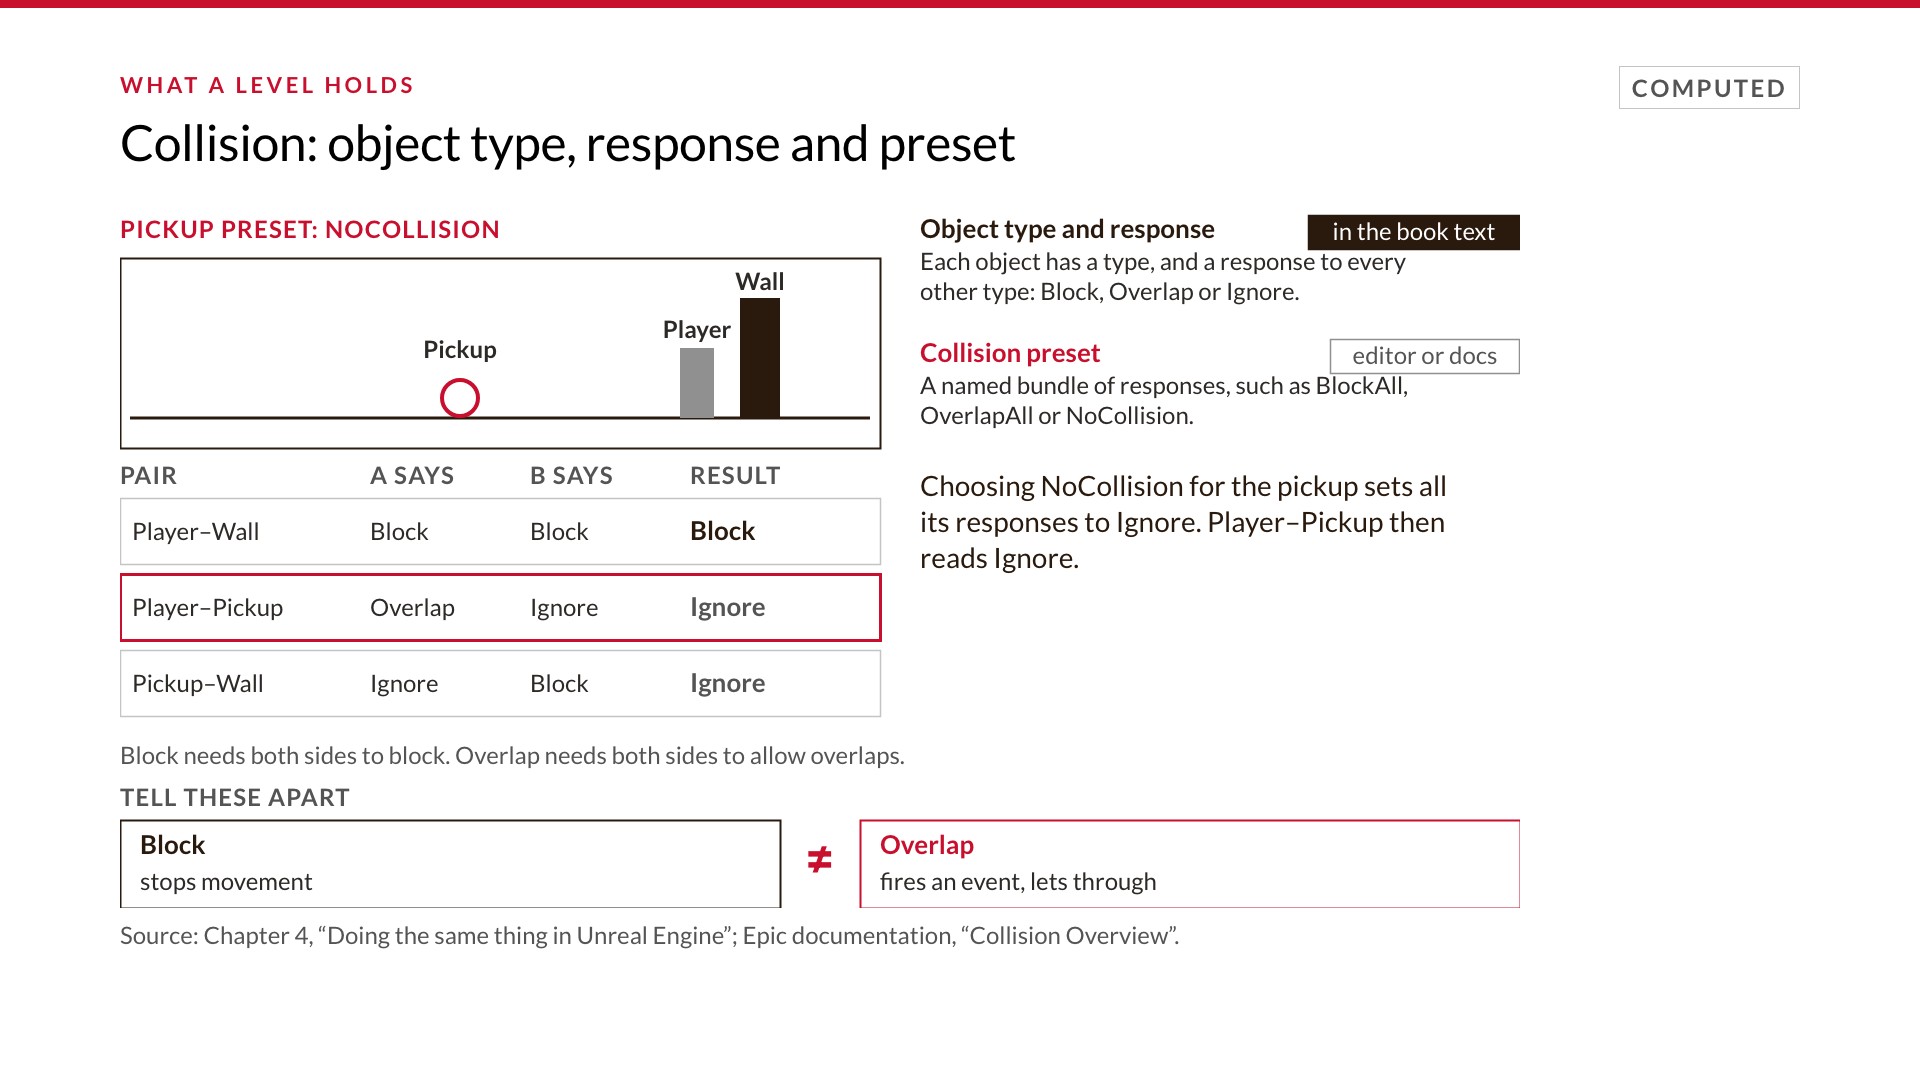 WHAT A LEVEL HOLDS
COMPUTED
Collision: object type, response and preset
PICKUP PRESET: NOCOLLISION
Wall
Player
Pickup
PAIR A SAYS B SAYS RESULT
Player–Wall Block Block Block
Player–Pickup Overlap Ignore Ignore
Pickup–Wall Ignore Block Ignore
Block needs both sides to block. Overlap needs both sides to allow overlaps.
Object type and response
in the book text
Each object has a type, and a response to every
other type: Block, Overlap or Ignore.
Collision preset
editor or docs
A named bundle of responses, such as BlockAll,
OverlapAll or NoCollision.
Choosing NoCollision for the pickup sets all
its responses to Ignore. Player–Pickup then
reads Ignore.
TELL THESE APART
Block
stops movement
≠
Overlap
fires an event, lets through
Source: Chapter 4, “Doing the same thing in Unreal Engine”; Epic documentation, “Collision Overview”.